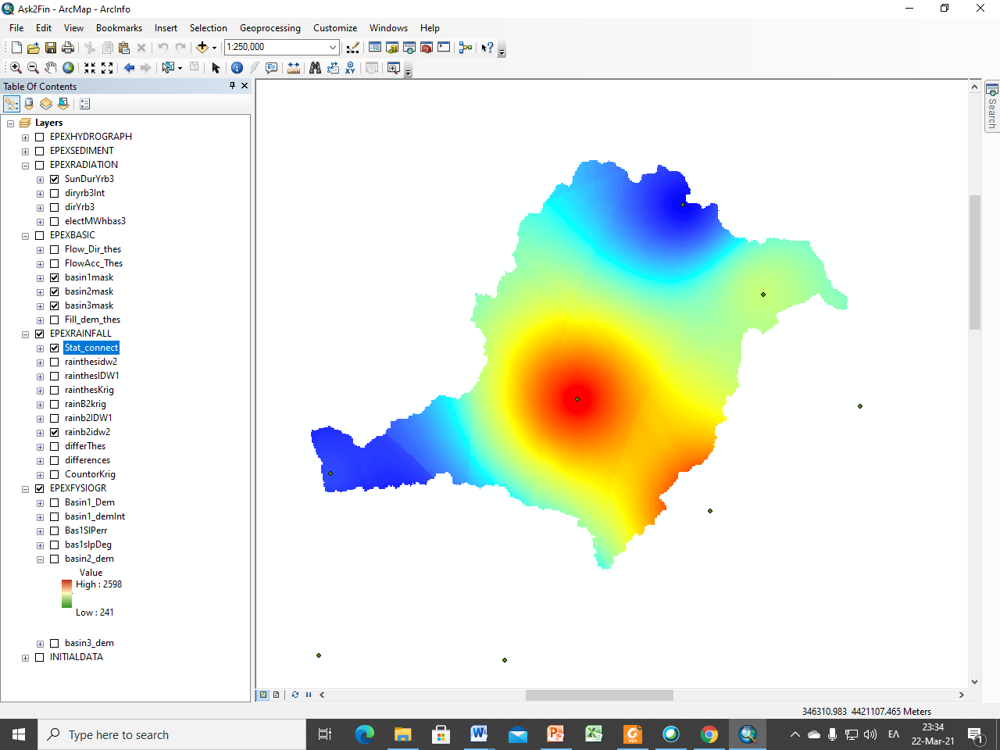 Ask2Fin - ArcMap - ArcInfo
File Edit View Bookmarks Insert Selection Geoprocessing Customize Windows Help
1:250,000
Table Of Contents
Layers
EPEXHYDROGRAPH
EPEXSEDIMENT
EPEXRADIATION
SunDurYrb3
diryrb3Int
dirYrb3
electMWhbas3
EPEXBASIC
Flow_Dir_thes
FlowAcc_Thes
basin1mask
basin2mask
basin3mask
Fill_dem_thes
EPEXRAINFALL
Stat_connect
rainthesidw2
rainthesIDW1
rainthesKrig
rainB2krig
rainb2IDW1
rainb2idw2
differThes
differences
CountorKrig
EPEXFYSIOGR
Basin1_Dem
basin1_demInt
Bas1SlPerr
bas1slpDeg
basin2_dem
Value
High : 2598
Low : 241
basin3_dem
INITIALDATA
Search
346310.983 4421107.465 Meters
Type here to search
ΕΛ
23:34
22-Mar-21
1